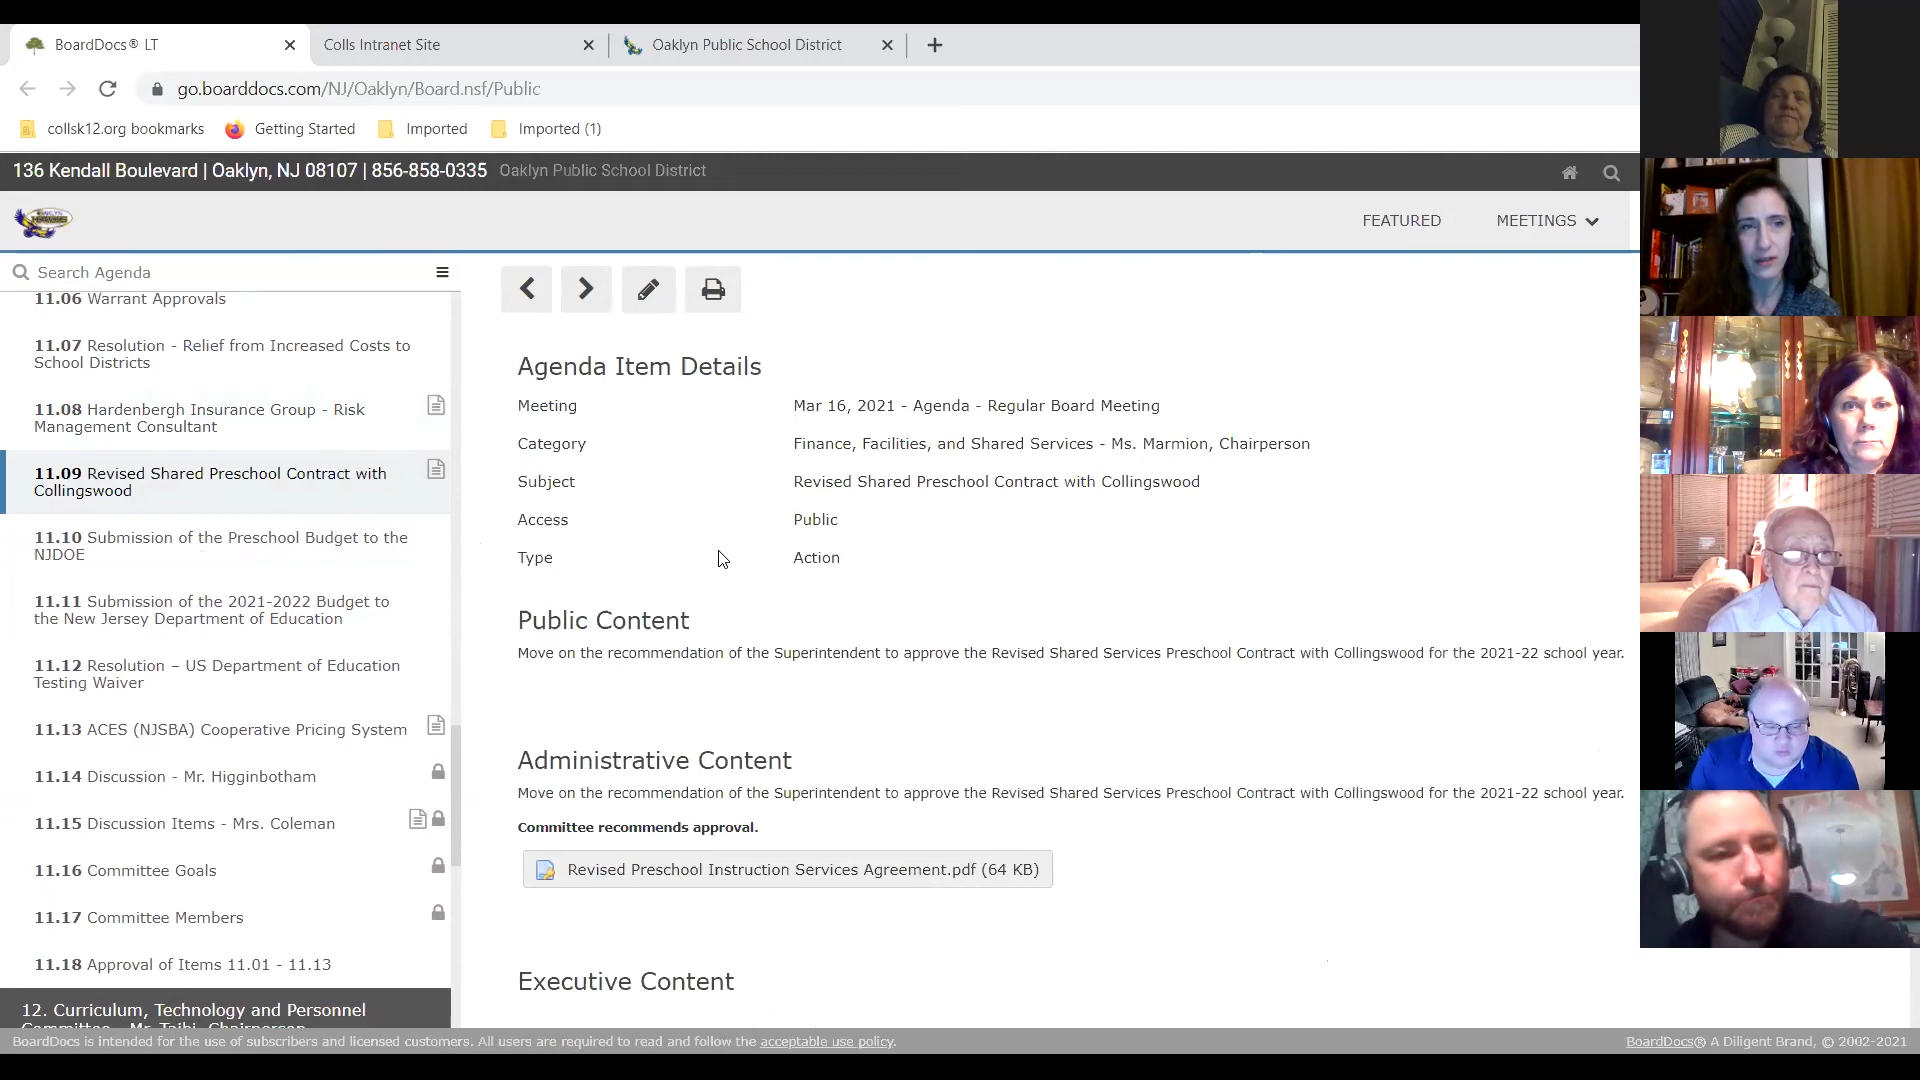 BoardDocs® LT
Colls Intranet Site
Oaklyn Public School District
go.boarddocs.com/NJ/Oaklyn/Board.nsf/Public
collsk12.org bookmarks
Getting Started
Imported
Imported (1)
136 Kendall Boulevard | Oaklyn, NJ 08107 | 856-858-0335 Oaklyn Public School District
FEATURED
MEETINGS
Search Agenda
11.06 Warrant Approvals
11.07 Resolution - Relief from Increased Costs to
School Districts
11.08 Hardenbergh Insurance Group - Risk
Management Consultant
11.09 Revised Shared Preschool Contract with
Collingswood
11.10 Submission of the Preschool Budget to the
NJDOE
11.11 Submission of the 2021-2022 Budget to
the New Jersey Department of Education
11.12 Resolution – US Department of Education
Testing Waiver
11.13 ACES (NJSBA) Cooperative Pricing System
11.14 Discussion - Mr. Higginbotham
11.15 Discussion Items - Mrs. Coleman
11.16 Committee Goals
11.17 Committee Members
11.18 Approval of Items 11.01 - 11.13
12. Curriculum, Technology and Personnel
Committee - Mr. Taibi, Chairperson
Agenda Item Details
Meeting Mar 16, 2021 - Agenda - Regular Board Meeting
Category Finance, Facilities, and Shared Services - Ms. Marmion, Chairperson
Subject Revised Shared Preschool Contract with Collingswood
Access Public
Type Action
Public Content
Move on the recommendation of the Superintendent to approve the Revised Shared Services Preschool Contract with Collingswood for the 2021-22 school year.
Administrative Content
Move on the recommendation of the Superintendent to approve the Revised Shared Services Preschool Contract with Collingswood for the 2021-22 school year.
Committee recommends approval.
Revised Preschool Instruction Services Agreement.pdf (64 KB)
Executive Content
BoardDocs is intended for the use of subscribers and licensed customers. All users are required to read and follow the acceptable use policy.
BoardDocs® A Diligent Brand, © 2002-2021